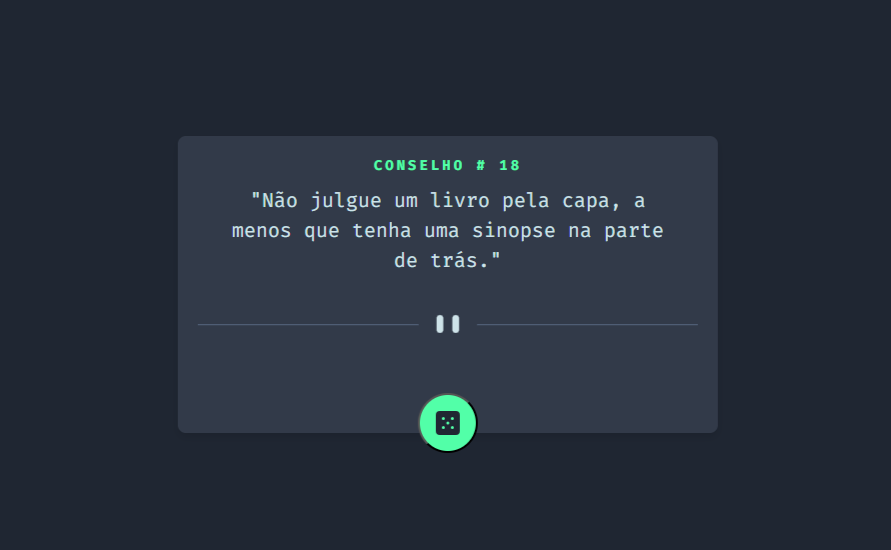 CONSELHO # 18
"Não julgue um livro pela capa, a
menos que tenha uma sinopse na parte
de trás."